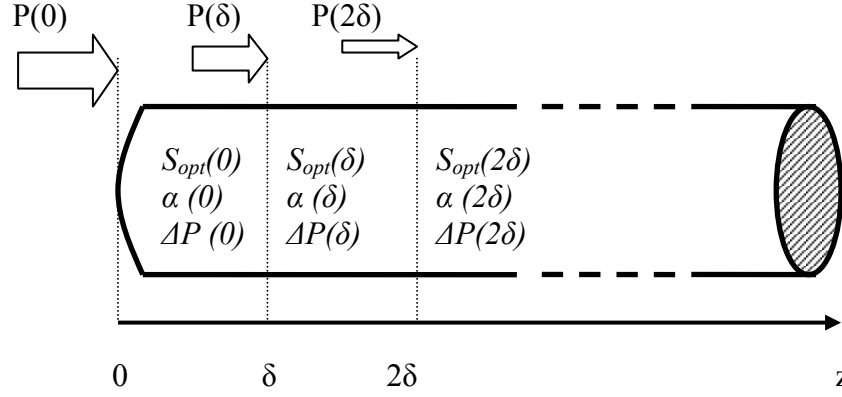 P(0) P(δ) P(2δ)
S_opt(0) S_opt(δ) S_opt(2δ)
α (0) α (δ) α (2δ)
ΔP (0) ΔP(δ) ΔP(2δ)
0 δ 2δ z